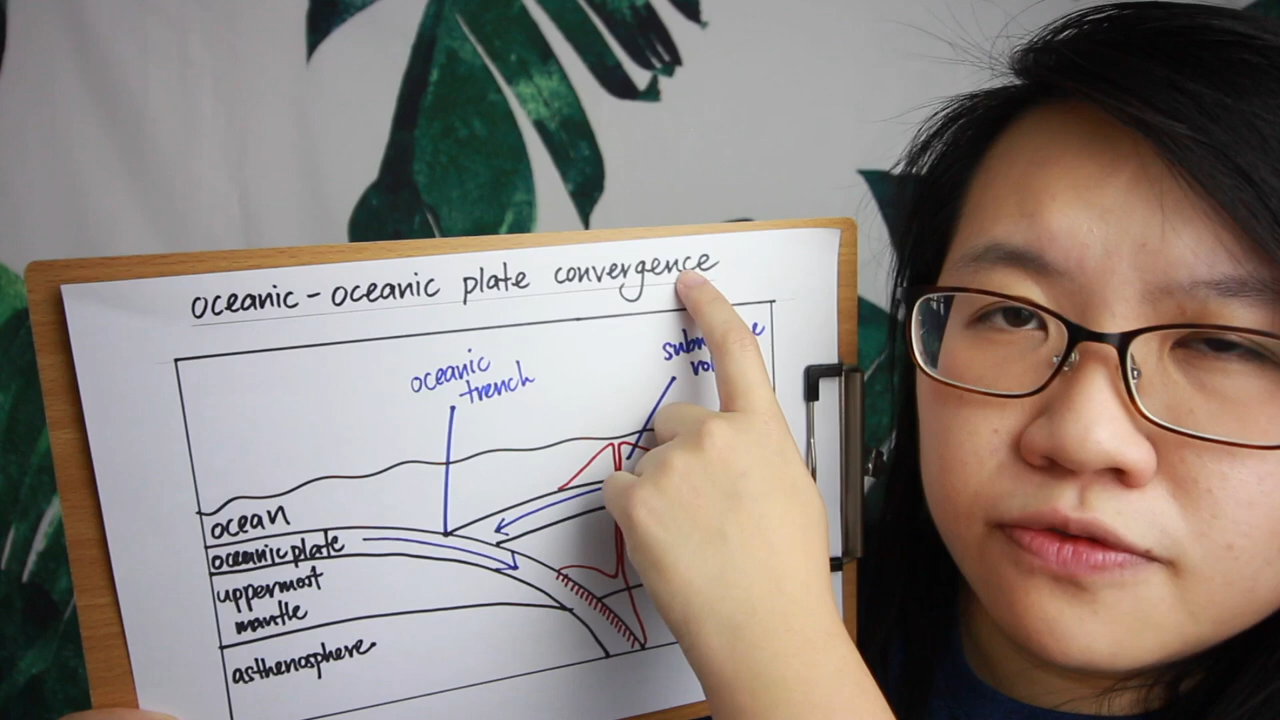 oceanic - oceanic plate convergence
oceanic
trench
ocean
oceanic plate
uppermost
mantle
asthenosphere